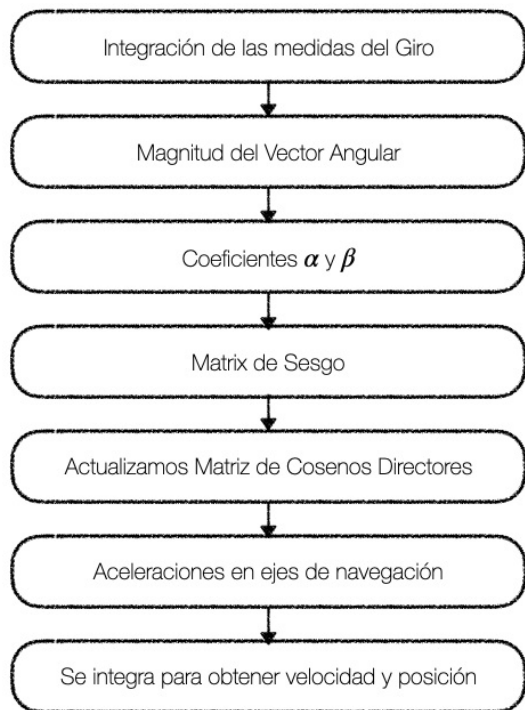 Integración de las medidas del Giro
Magnitud del Vector Angular
Coeficientes α y β
Matrix de Sesgo
Actualizamos Matriz de Cosenos Directores
Aceleraciones en ejes de navegación
Se integra para obtener velocidad y posición